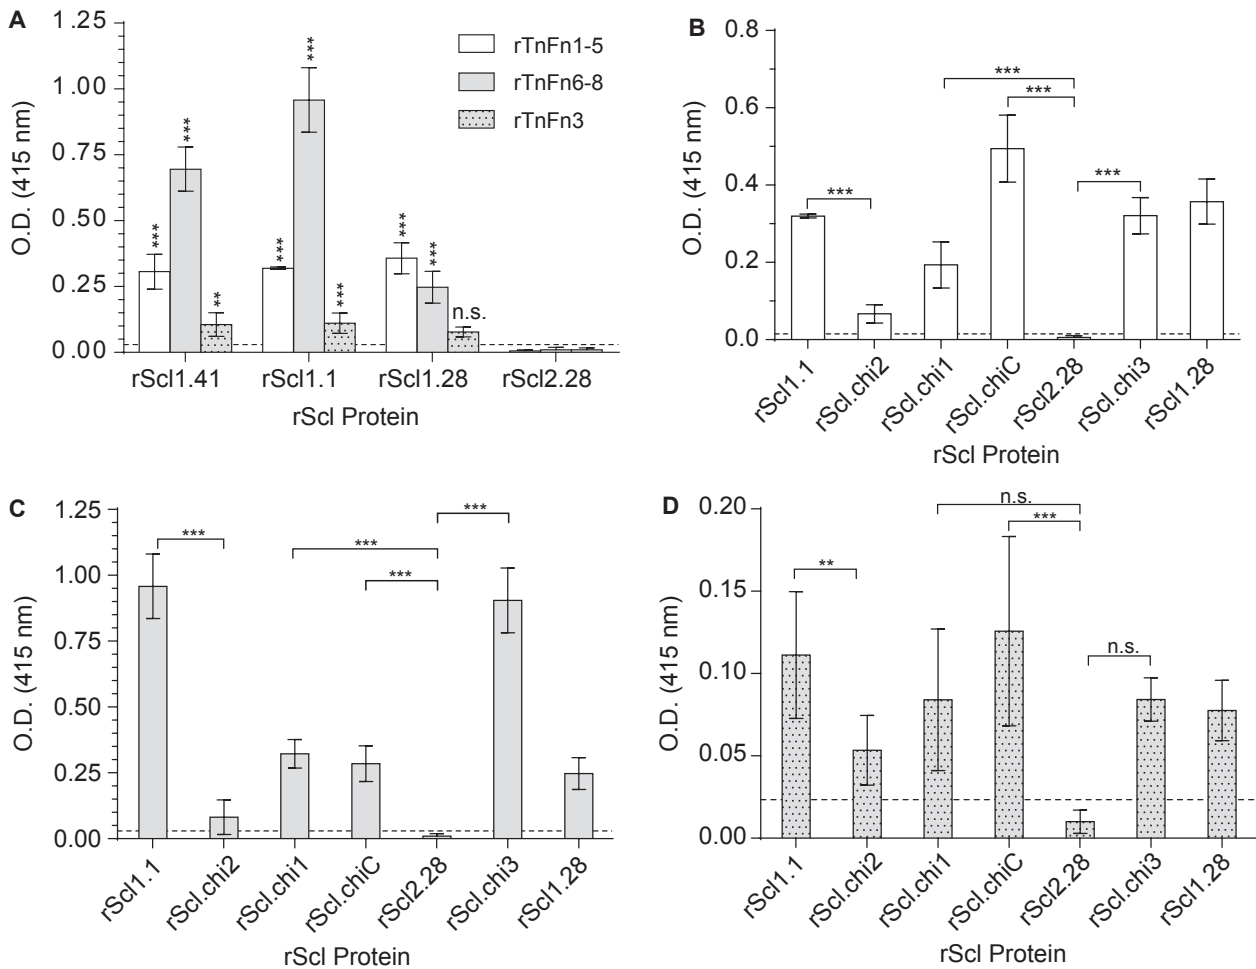 A
1.25
1.00
0.75
0.50
0.25
0.00
O.D. (415 nm)
rTnFn1-5
rTnFn6-8
rTnFn3
***
***
**
***
***
***
***
***
n.s.
rScl1.41
rScl1.1
rScl1.28
rScl2.28
rScl Protein
B
0.8
0.6
0.4
0.2
0.0
O.D. (415 nm)
***
***
***
***
rScl1.1
rScl.chi2
rScl.chi1
rScl.chiC
rScl2.28
rScl.chi3
rScl1.28
rScl Protein
C
1.25
1.00
0.75
0.50
0.25
0.00
O.D. (415 nm)
***
***
***
***
rScl1.1
rScl.chi2
rScl.chi1
rScl.chiC
rScl2.28
rScl.chi3
rScl1.28
rScl Protein
D
0.20
0.15
0.10
0.05
0.00
O.D. (415 nm)
n.s.
***
**
n.s.
rScl1.1
rScl.chi2
rScl.chi1
rScl.chiC
rScl2.28
rScl.chi3
rScl1.28
rScl Protein